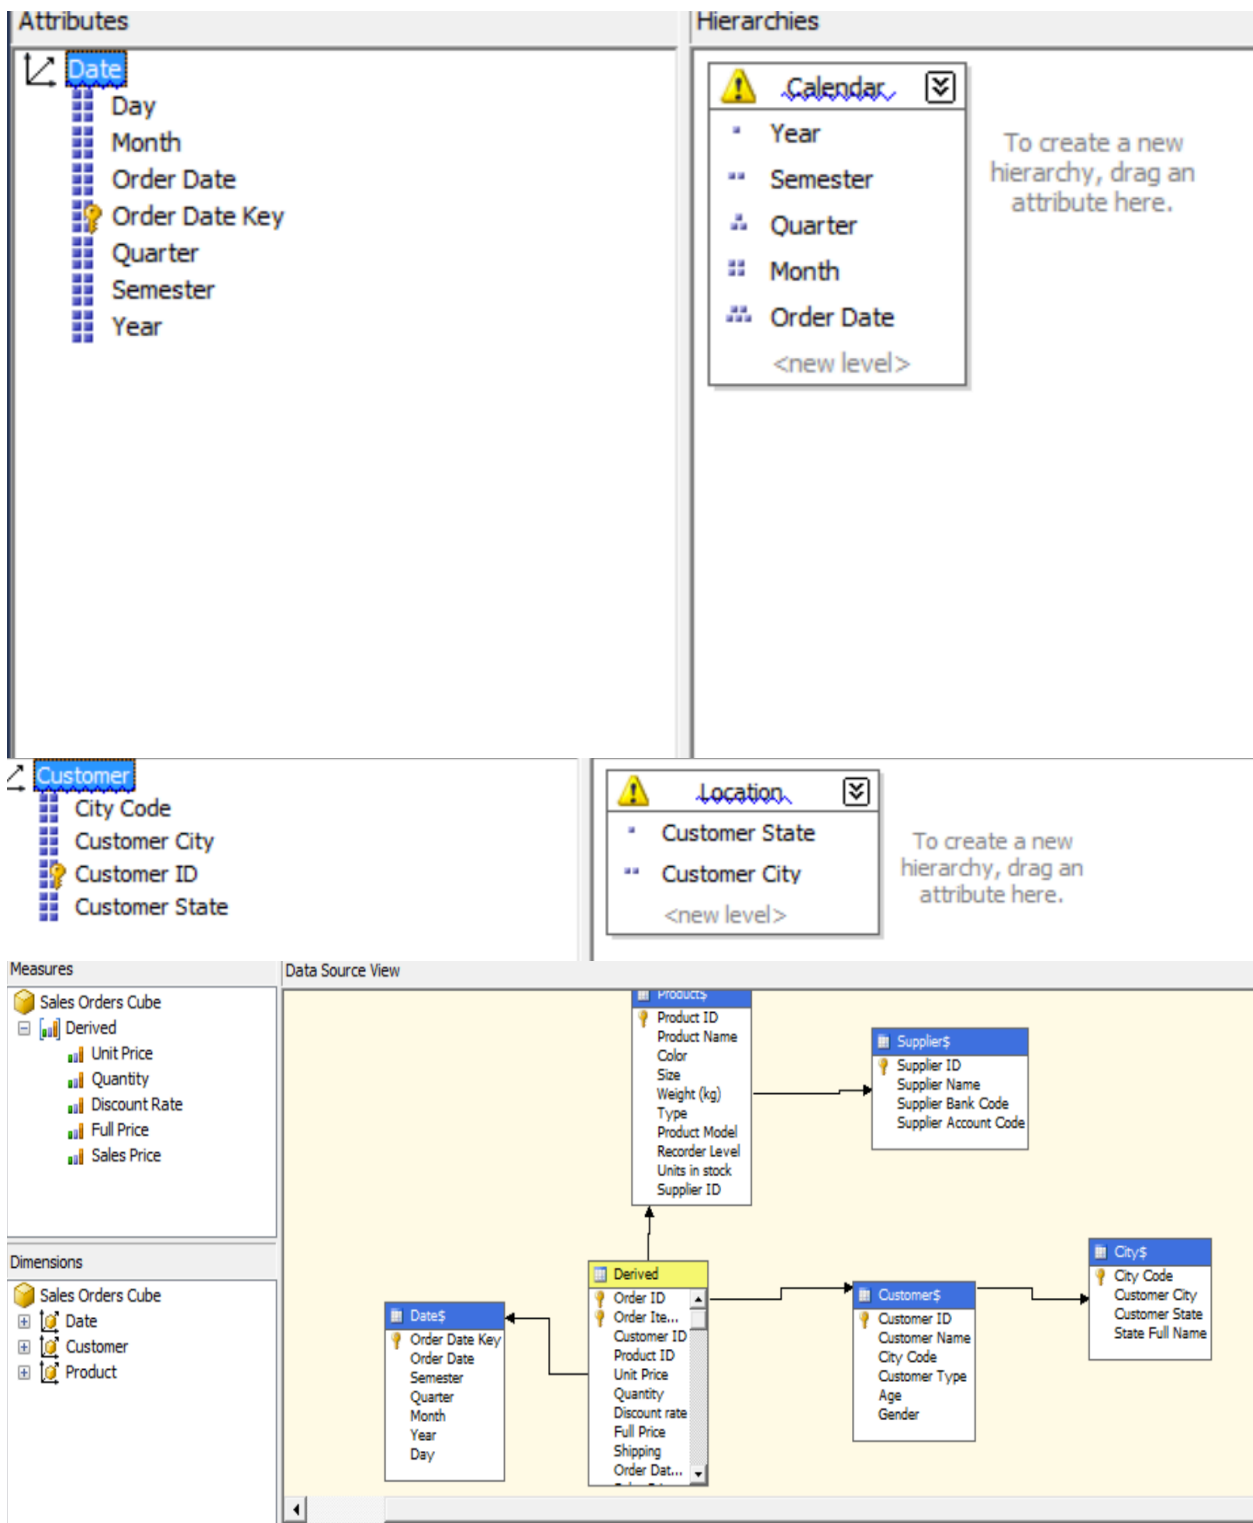 Attributes
Date
Day
Month
Order Date
Order Date Key
Quarter
Semester
Year
Hierarchies
Calendar
Year
Semester
Quarter
Month
Order Date
<new level>
To create a new
hierarchy, drag an
attribute here.
Customer
City Code
Customer City
Customer ID
Customer State
Location
Customer State
Customer City
<new level>
To create a new
hierarchy, drag an
attribute here.
Measures
Sales Orders Cube
Derived
Unit Price
Quantity
Discount Rate
Full Price
Sales Price
Dimensions
Sales Orders Cube
Date
Customer
Product
Data Source View
Product$
Product ID
Product Name
Color
Size
Weight (kg)
Type
Product Model
Recorder Level
Units in stock
Supplier ID
Supplier$
Supplier ID
Supplier Name
Supplier Bank Code
Supplier Account Code
Date$
Order Date Key
Order Date
Semester
Quarter
Month
Year
Day
Derived
Order ID
Order Ite...
Customer ID
Product ID
Unit Price
Quantity
Discount rate
Full Price
Shipping
Order Dat...
Customer$
Customer ID
Customer Name
City Code
Customer Type
Age
Gender
City$
City Code
Customer City
Customer State
State Full Name